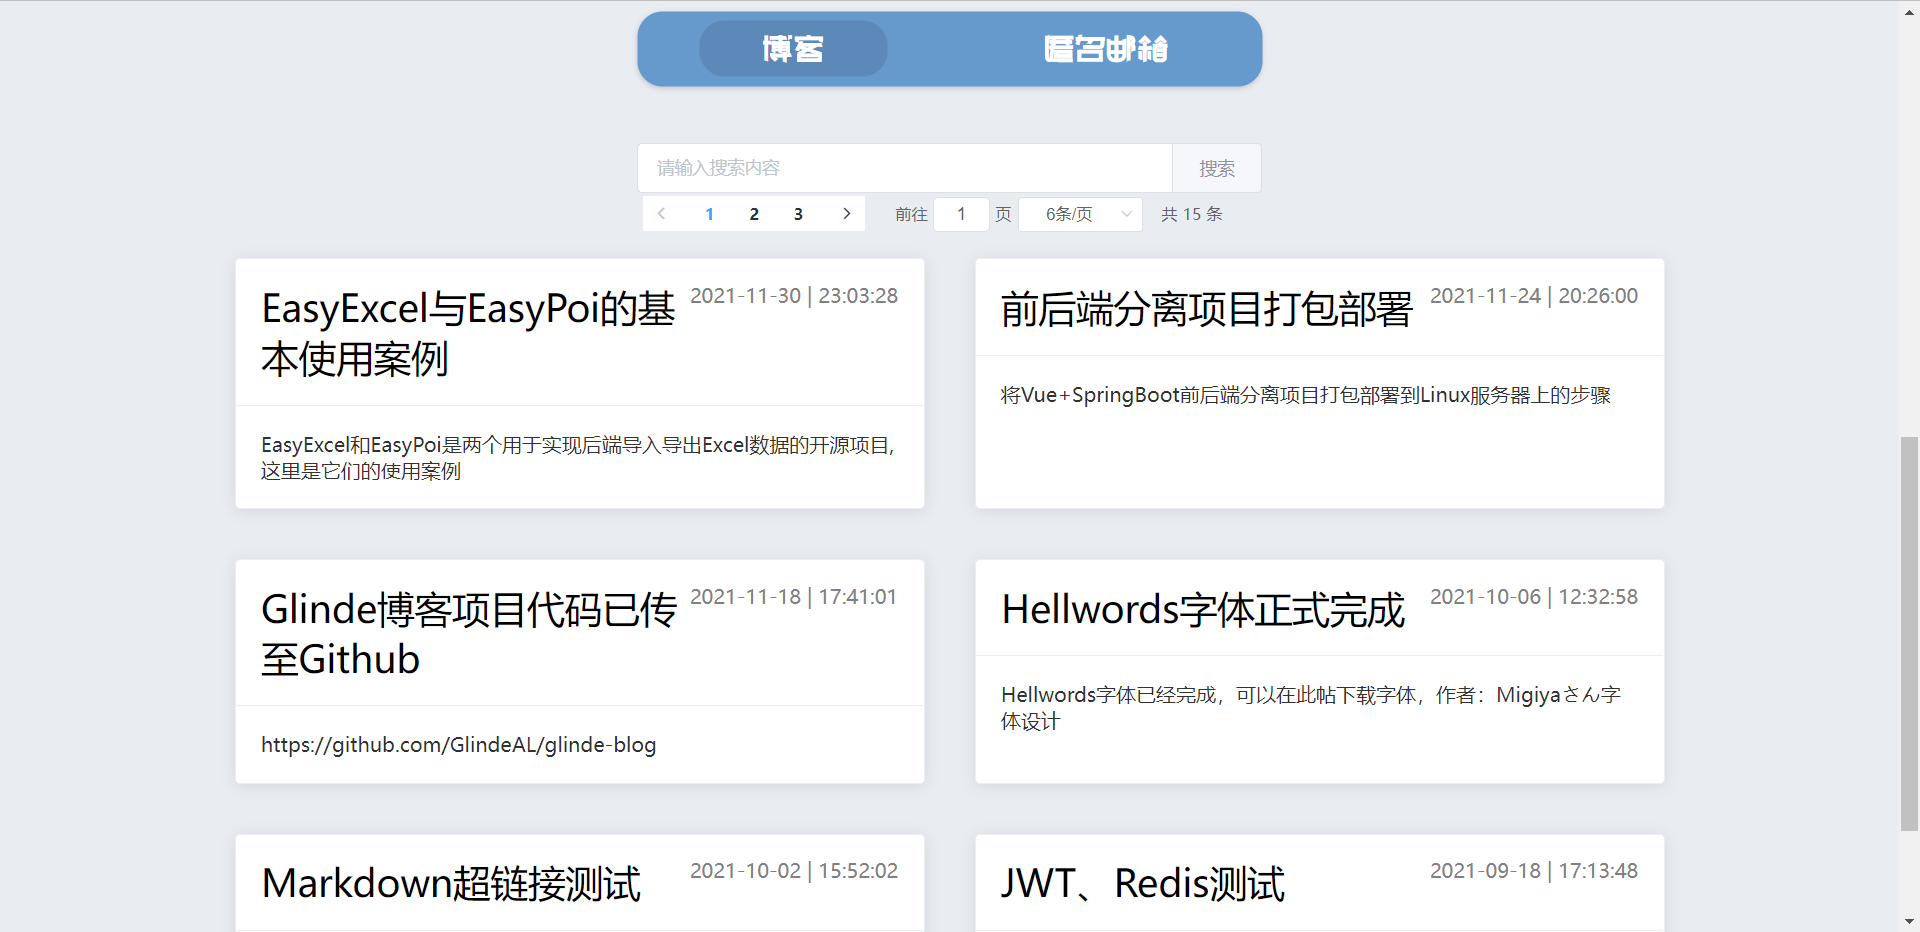 博客 匿名邮箱
请输入搜索内容 搜索
1 2 3 前往 1 页 6条/页 共 15 条
EasyExcel与EasyPoi的基
本使用案例
2021-11-30 | 23:03:28
EasyExcel和EasyPoi是两个用于实现后端导入导出Excel数据的开源项目,
这里是它们的使用案例
前后端分离项目打包部署
2021-11-24 | 20:26:00
将Vue+SpringBoot前后端分离项目打包部署到Linux服务器上的步骤
Glinde博客项目代码已传
至Github
2021-11-18 | 17:41:01
https://github.com/GlindeAL/glinde-blog
Hellwords字体正式完成
2021-10-06 | 12:32:58
Hellwords字体已经完成，可以在此帖下载字体，作者：Migiyaさん字
体设计
Markdown超链接测试
2021-10-02 | 15:52:02
JWT、Redis测试
2021-09-18 | 17:13:48